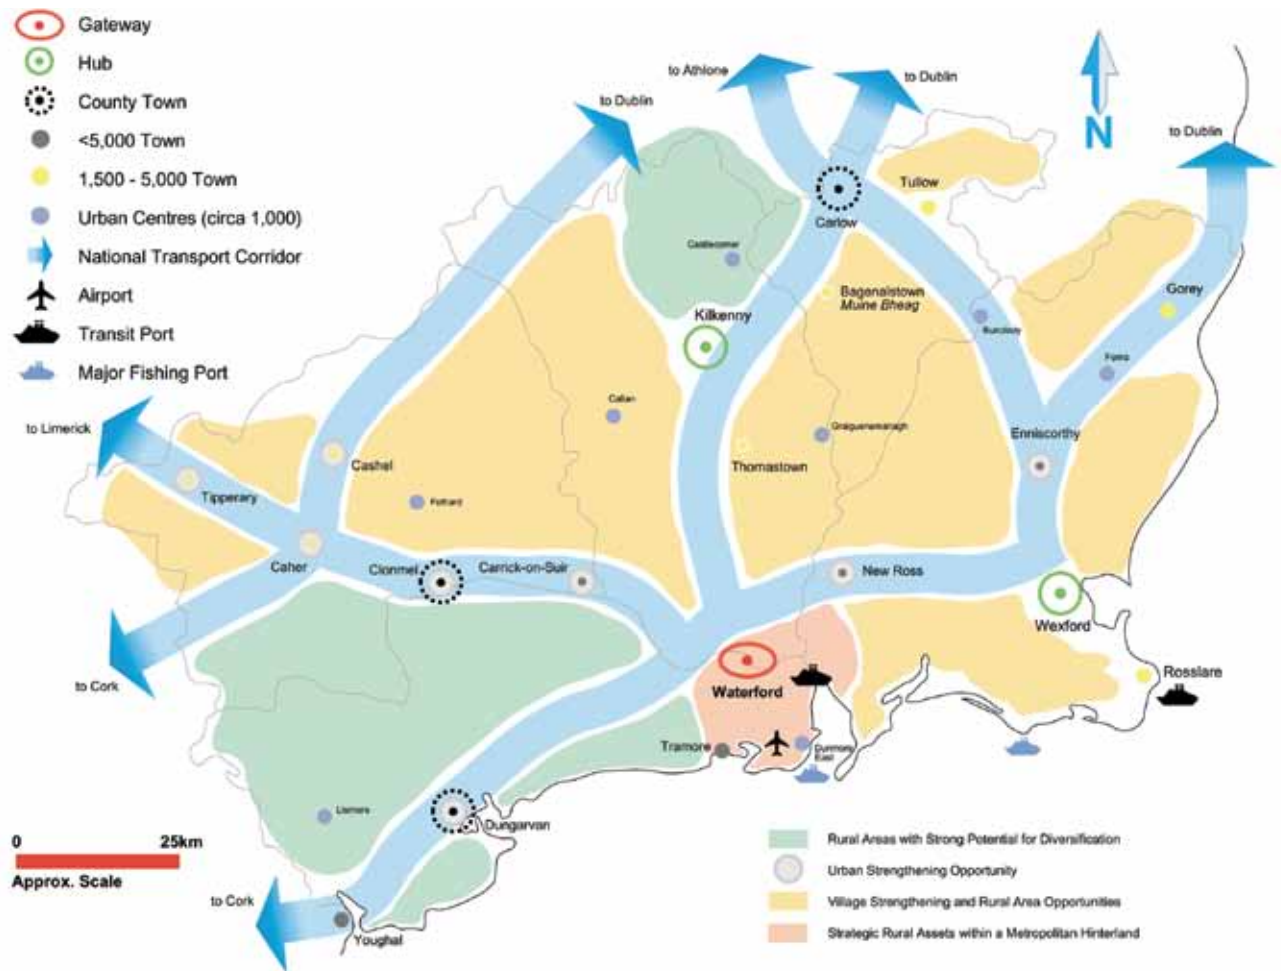 Gateway
Hub
County Town
<5,000 Town
1,500 - 5,000 Town
Urban Centres (circa 1,000)
National Transport Corridor
Airport
Transit Port
Major Fishing Port
to Athlone
to Dublin
to Dublin
N
to Dublin
Tullow
Carlow
Castlecomer
Bagenalstown
Muine Bheag
Gorey
Kilkenny
Bunclody
Ferns
Callan
to Limerick
Graiguenamanagh
Enniscorthy
Cashel
Thomastown
Tipperary
Fethard
Caher
Clonmel
Carrick-on-Suir
New Ross
Wexford
to Cork
Waterford
Rosslare
Tramore
Dunmore
East
Lismore
Dungarvan
0 25km
Approx. Scale
to Cork
Youghal
Rural Areas with Strong Potential for Diversification
Urban Strengthening Opportunity
Village Strengthening and Rural Area Opportunities
Strategic Rural Assets within a Metropolitan Hinterland